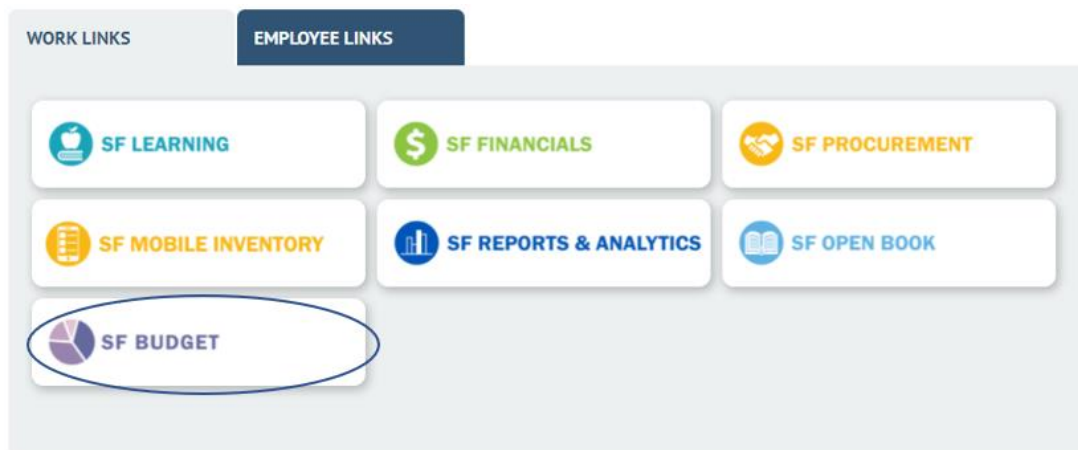 WORK LINKS
EMPLOYEE LINKS
SF LEARNING
SF FINANCIALS
SF PROCUREMENT
SF MOBILE INVENTORY
SF REPORTS & ANALYTICS
SF OPEN BOOK
SF BUDGET